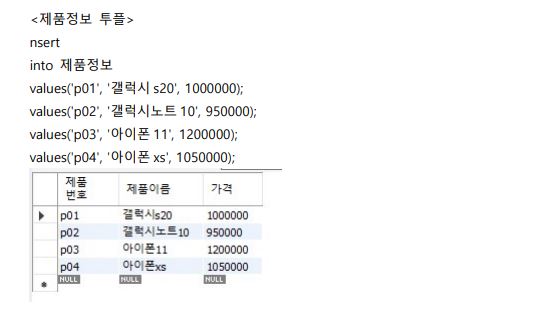 <제품정보 투플>
nsert
into 제품정보
values('p01', '갤럭시 s20', 1000000);
values('p02', '갤럭시노트 10', 950000);
values('p03', '아이폰 11', 1200000);
values('p04', '아이폰 xs', 1050000);
제품
번호 제품이름 가격
p01 갤럭시s20 1000000
p02 갤럭시노트10 950000
p03 아이폰11 1200000
p04 아이폰xs 1050000
NULL NULL NULL